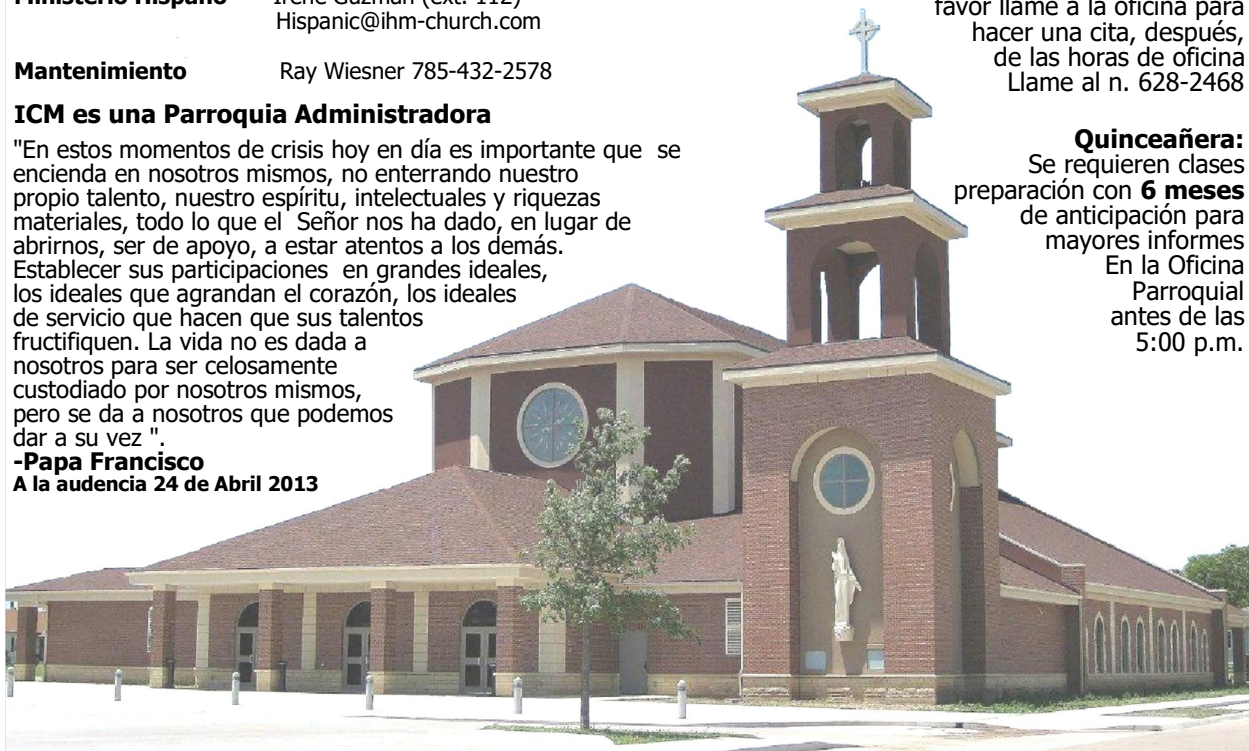 Ministerio Hispano Irene Guzman (ext. 112)
Hispanic@ihm-church.com
Mantenimiento Ray Wiesner 785-432-2578
ICM es una Parroquia Administradora
"En estos momentos de crisis hoy en día es importante que se
encienda en nosotros mismos, no enterrando nuestro
propio talento, nuestro espíritu, intelectuales y riquezas
materiales, todo lo que el Señor nos ha dado, en lugar de
abrirnos, ser de apoyo, a estar atentos a los demás.
Establecer sus participaciones en grandes ideales,
los ideales que agrandan el corazón, los ideales
de servicio que hacen que sus talentos
fructifiquen. La vida no es dada a
nosotros para ser celosamente
custodiado por nosotros mismos,
pero se da a nosotros que podemos
dar a su vez ".
-Papa Francisco
A la audencia 24 de Abril 2013
favor llame a la oficina para
hacer una cita, después,
de las horas de oficina
Llame al n. 628-2468
Quinceañera:
Se requieren clases
preparación con 6 meses
de anticipación para
mayores informes
En la Oficina
Parroquial
antes de las
5:00 p.m.